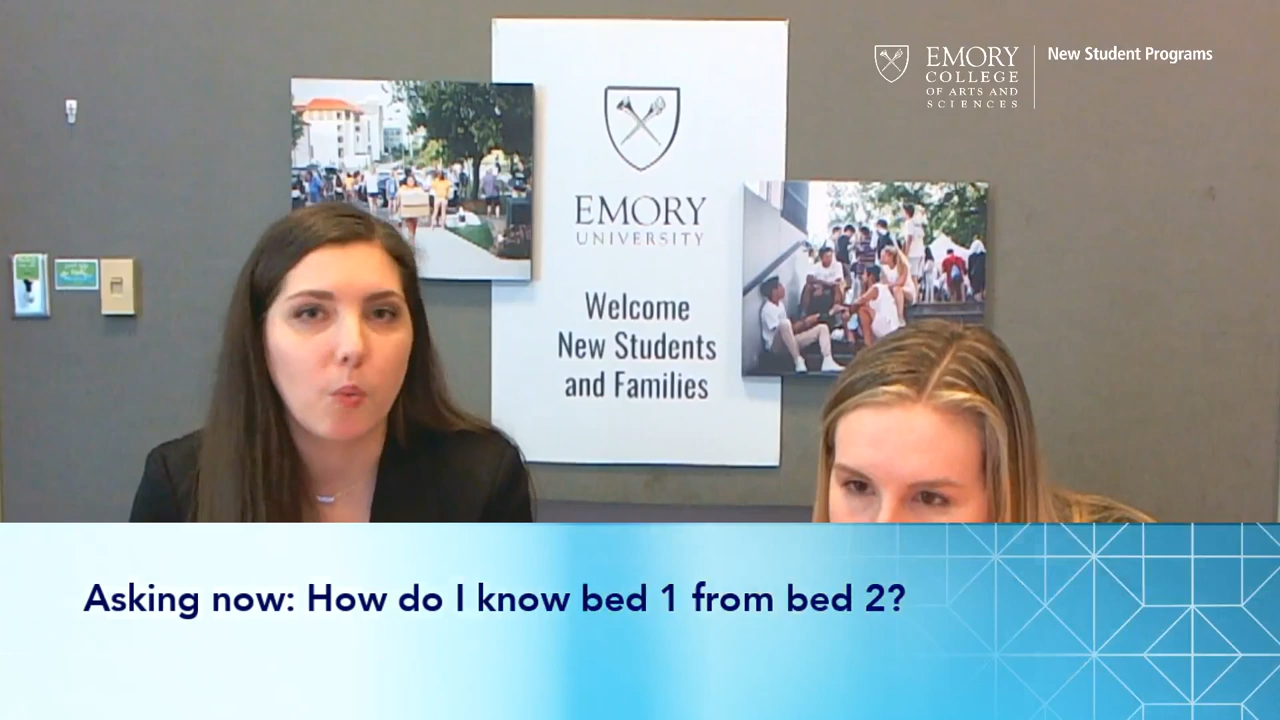 EMORY
COLLEGE
OF ARTS AND
SCIENCES
New Student Programs
EMORY
UNIVERSITY
Welcome
New Students
and Families
Asking now: How do I know bed 1 from bed 2?